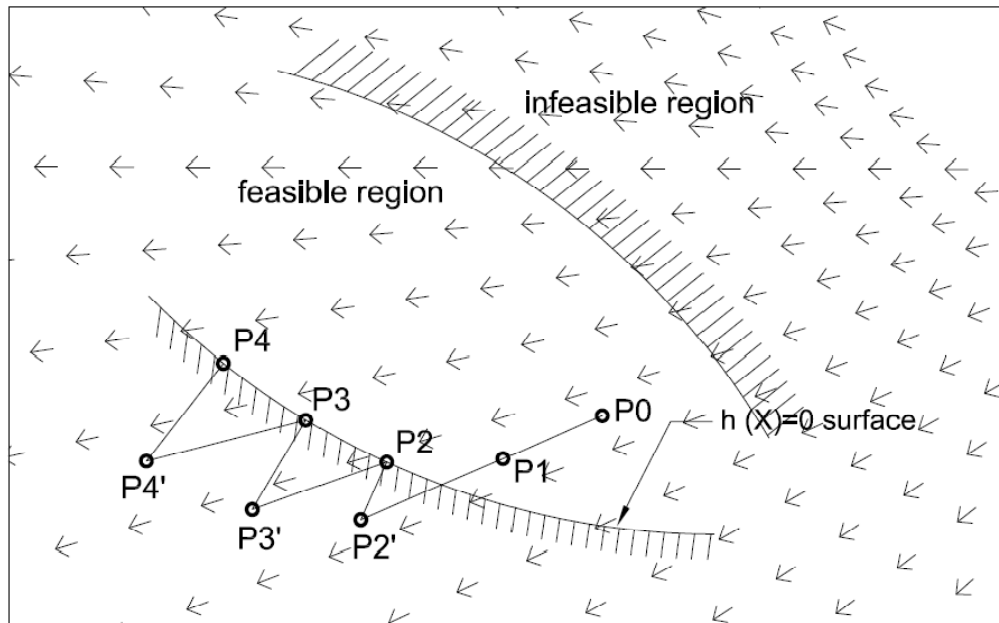 infeasible region
feasible region
P4
P3
P0
h (X)=0 surface
P2
P1
P4'
P3'
P2'